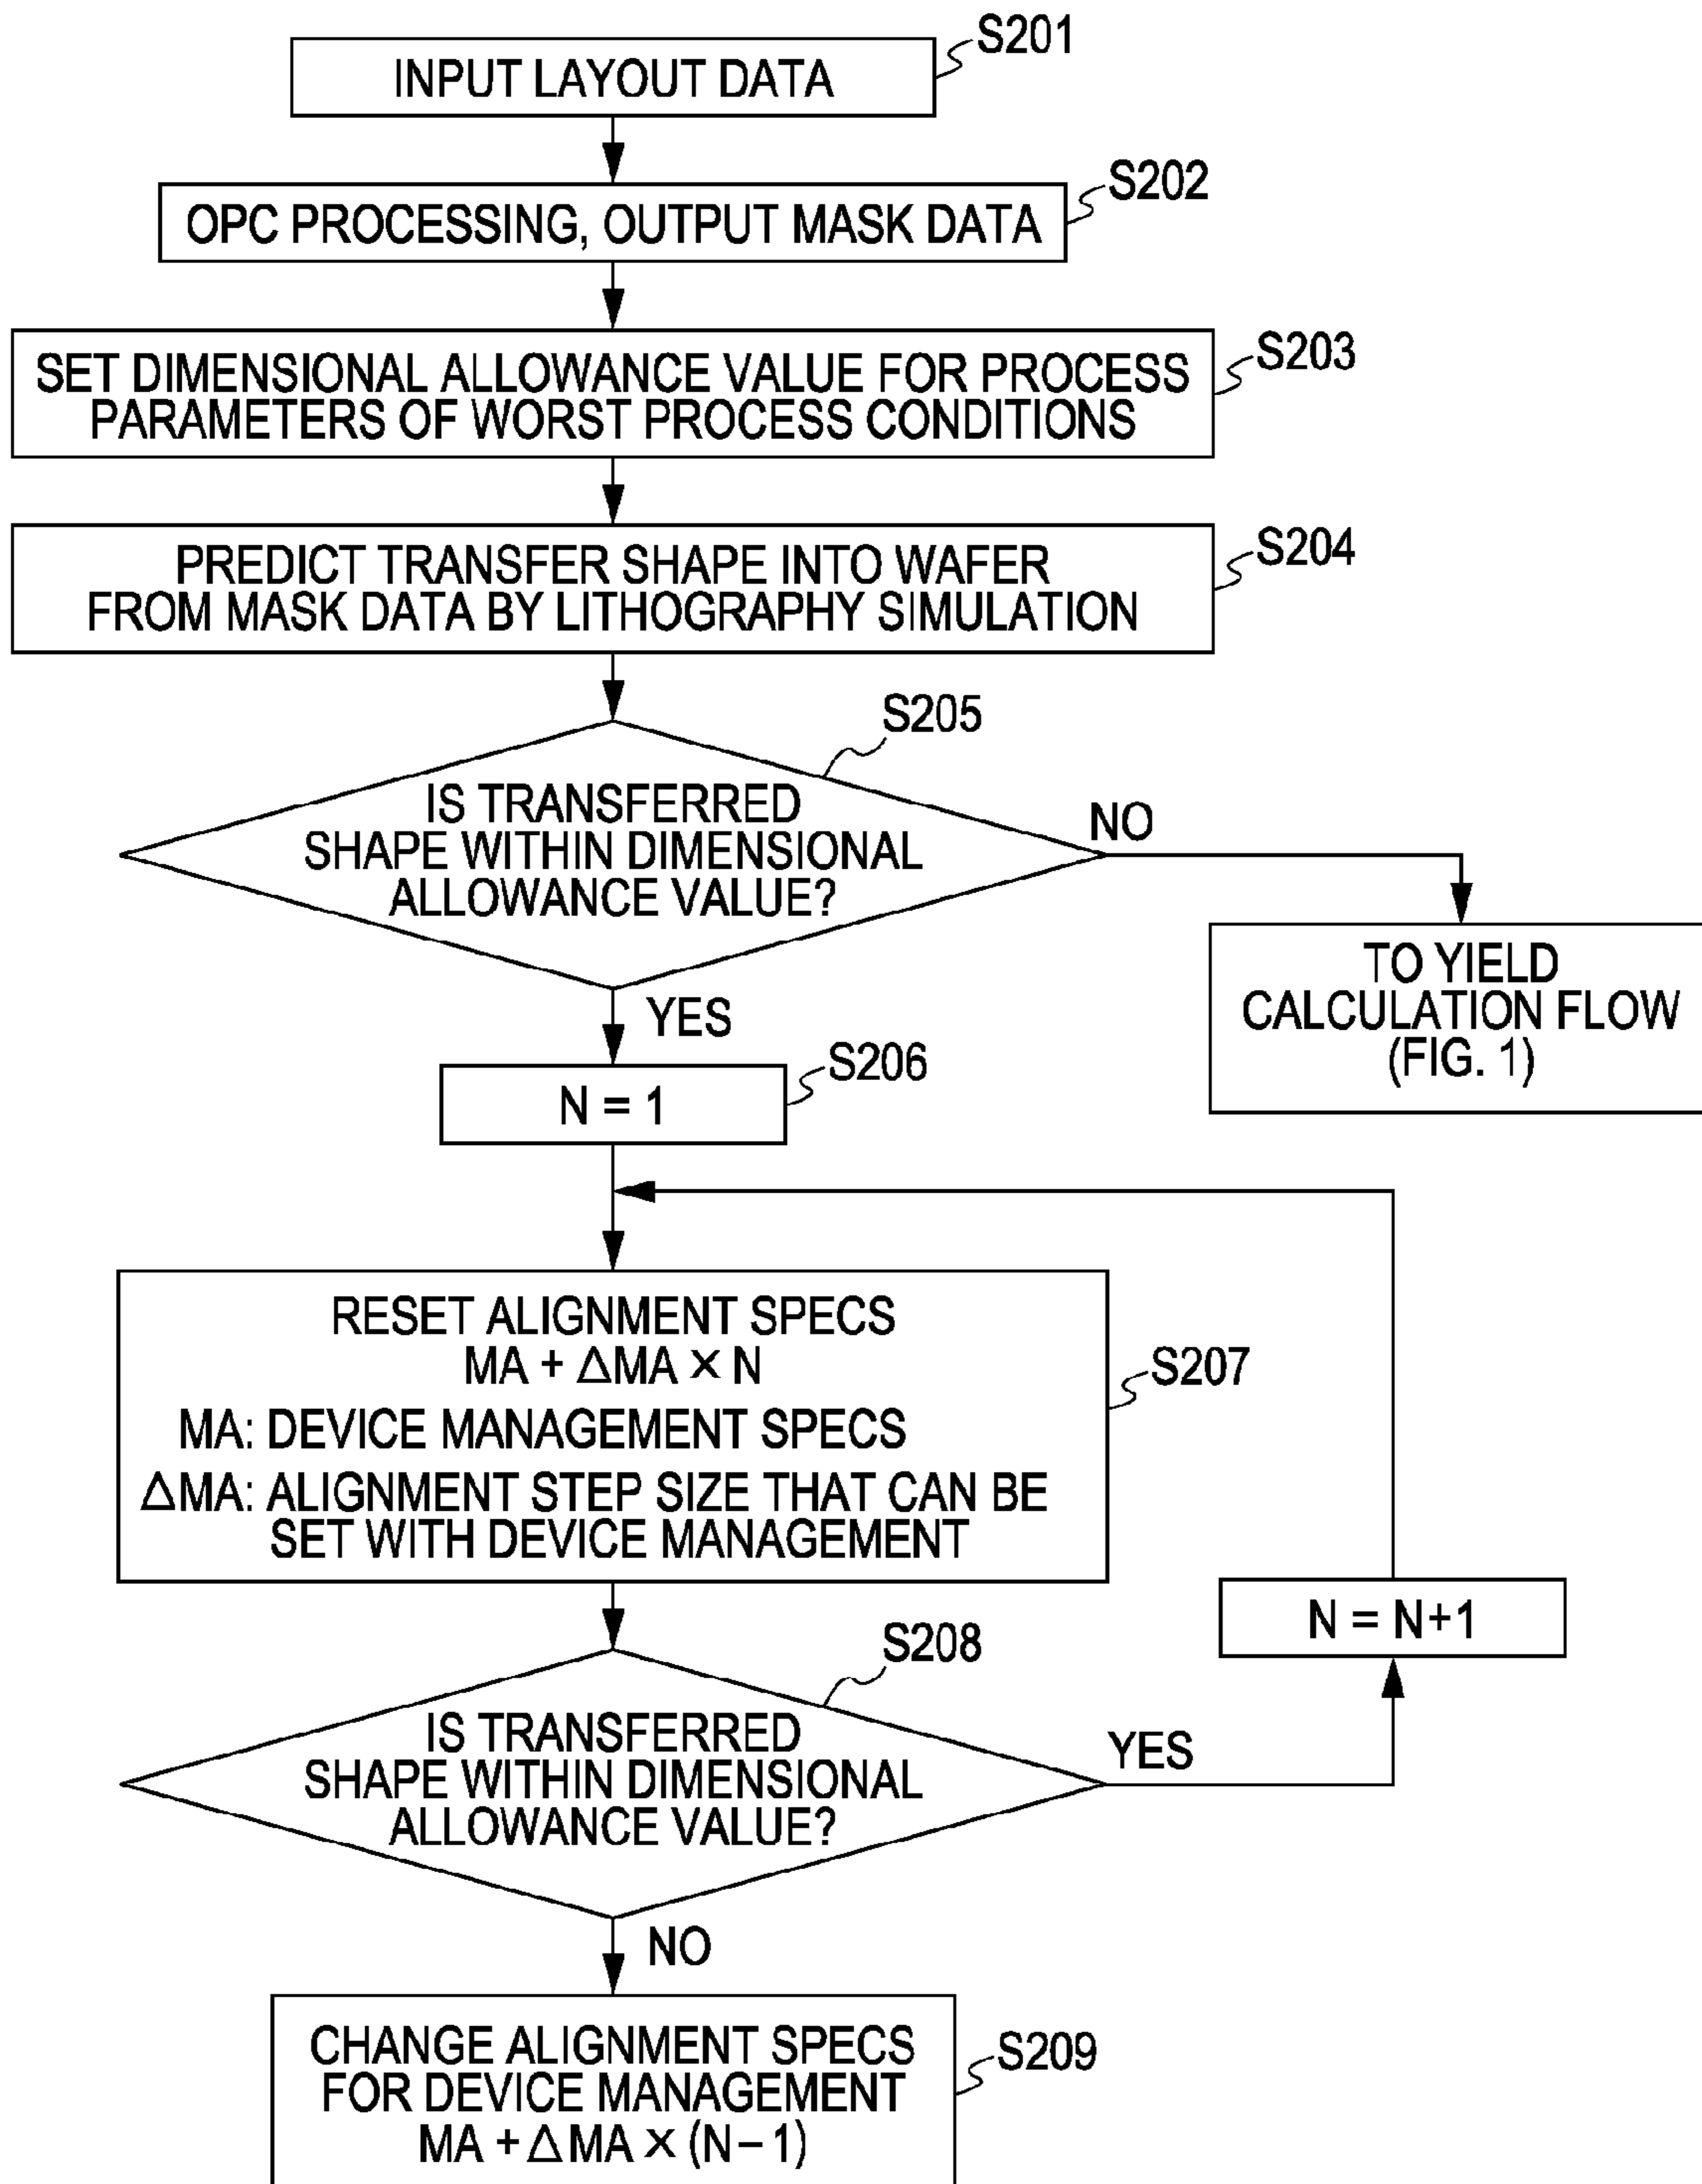 S201
INPUT LAYOUT DATA
S202
OPC PROCESSING, OUTPUT MASK DATA
S203
SET DIMENSIONAL ALLOWANCE VALUE FOR PROCESS
PARAMETERS OF WORST PROCESS CONDITIONS
S204
PREDICT TRANSFER SHAPE INTO WAFER
FROM MASK DATA BY LITHOGRAPHY SIMULATION
S205
IS TRANSFERRED
SHAPE WITHIN DIMENSIONAL
ALLOWANCE VALUE?
NO
TO YIELD
CALCULATION FLOW
(FIG. 1)
YES
S206
N = 1
RESET ALIGNMENT SPECS
MA + △MA × N
S207
MA: DEVICE MANAGEMENT SPECS
△MA: ALIGNMENT STEP SIZE THAT CAN BE
SET WITH DEVICE MANAGEMENT
N = N+1
S208
IS TRANSFERRED
SHAPE WITHIN DIMENSIONAL
ALLOWANCE VALUE?
YES
NO
S209
CHANGE ALIGNMENT SPECS
FOR DEVICE MANAGEMENT
MA + △MA × (N−1)